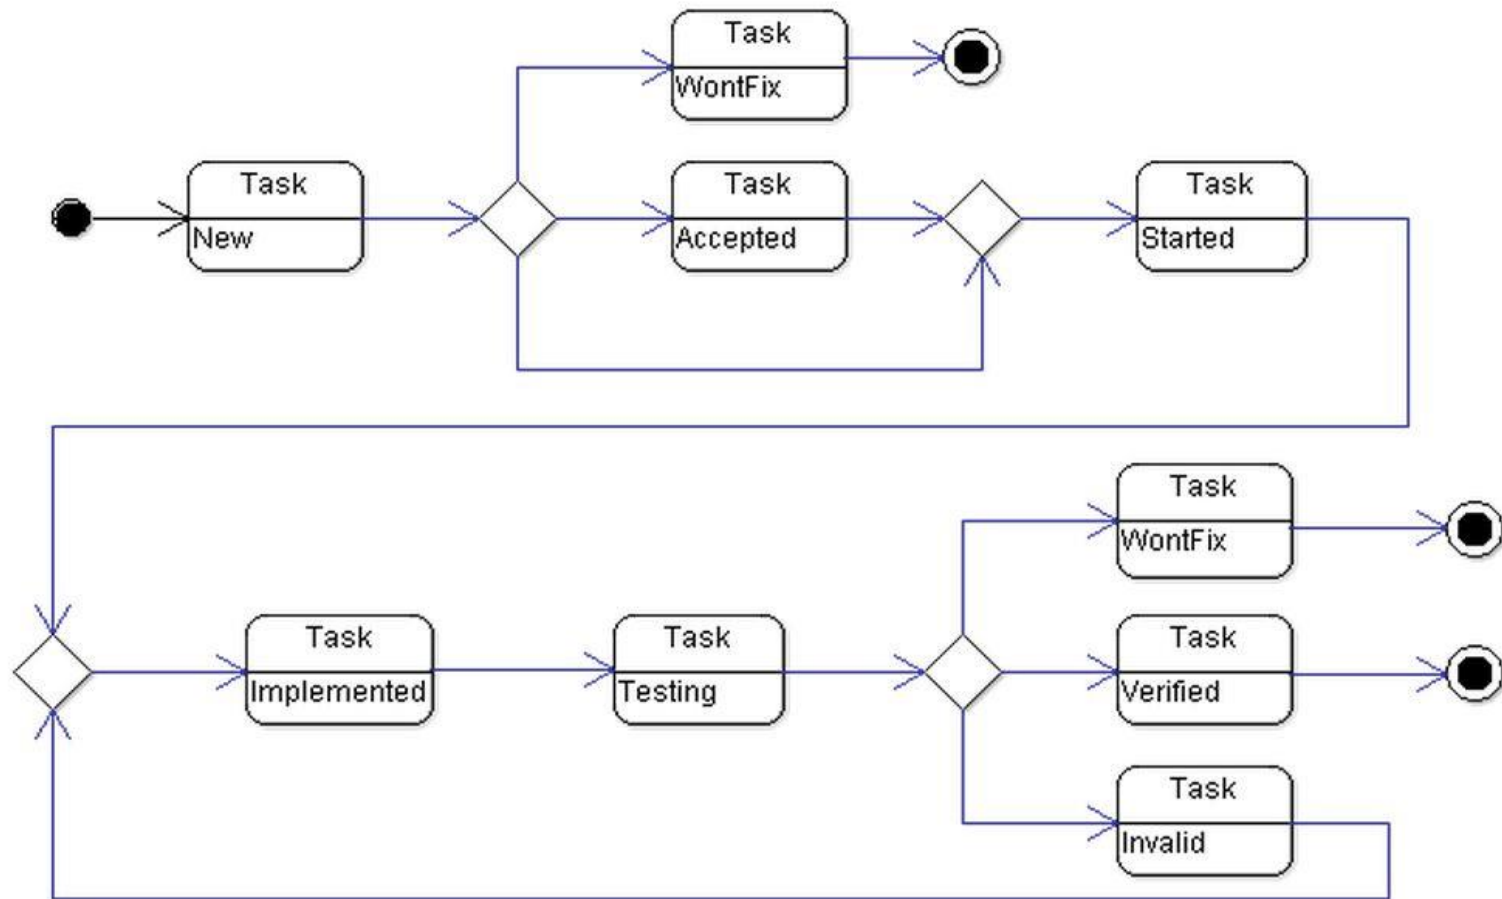 Task
WontFix
Task
New
Task
Accepted
Task
Started
Task
WontFix
Task
Implemented
Task
Testing
Task
Verified
Task
Invalid